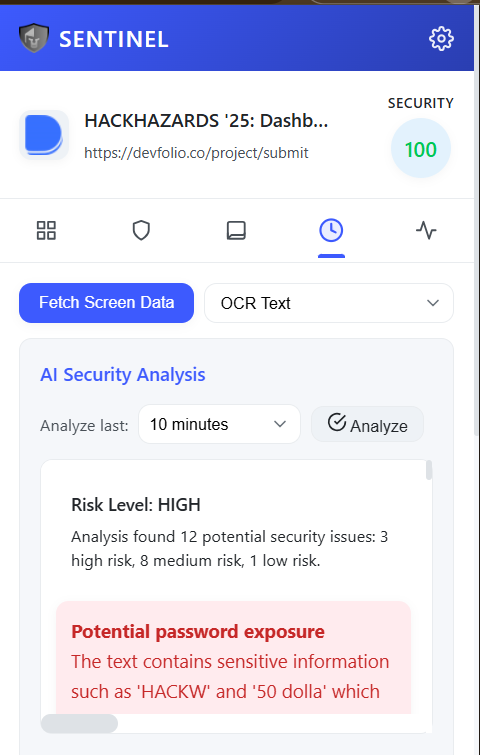 SENTINEL
SECURITY
HACKHAZARDS '25: Dashb...
https://devfolio.co/project/submit
100
Fetch Screen Data
OCR Text
AI Security Analysis
Analyze last:
10 minutes
Analyze
Risk Level: HIGH
Analysis found 12 potential security issues: 3
high risk, 8 medium risk, 1 low risk.
Potential password exposure
The text contains sensitive information
such as 'HACKW' and '50 dolla' which